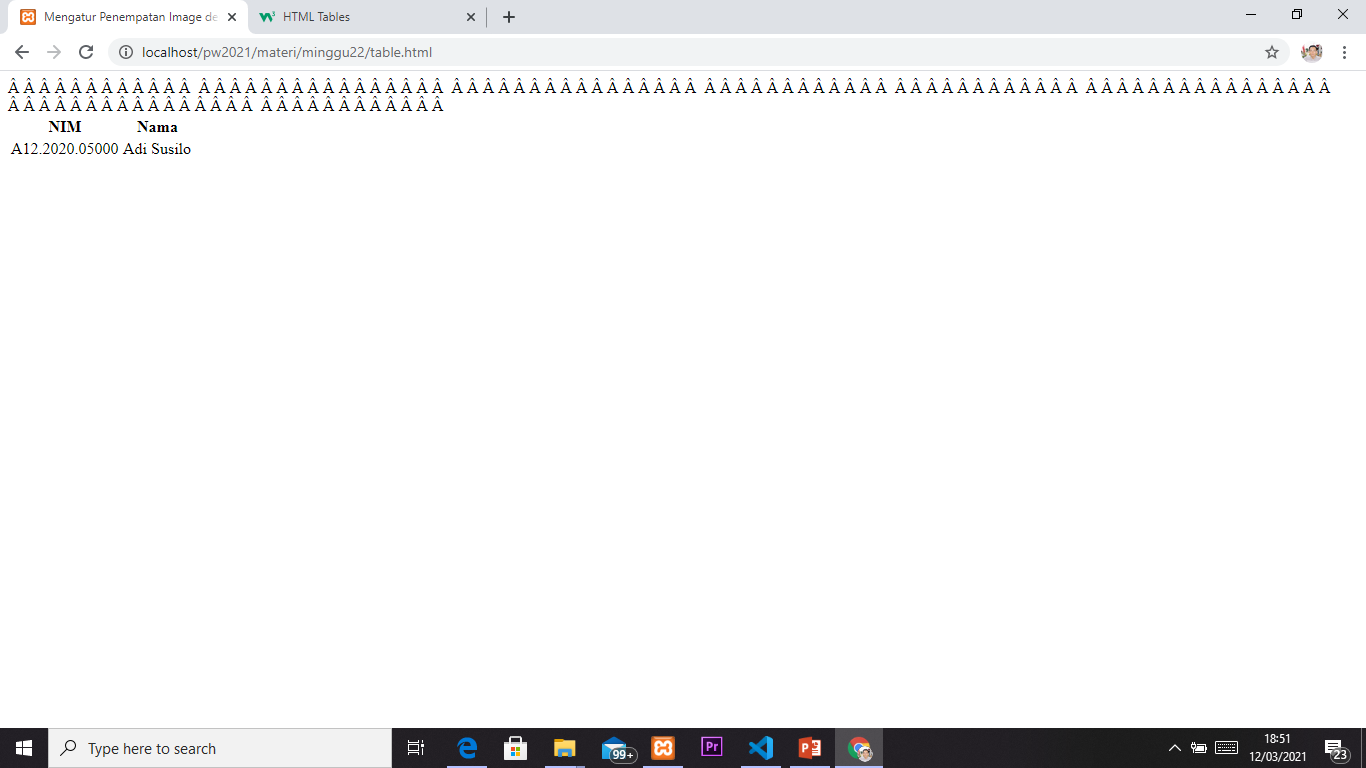 Mengatur Penempatan Image de
HTML Tables
localhost/pw2021/materi/minggu22/table.html
Â Â Â Â Â Â Â Â Â Â Â Â Â Â Â Â Â Â Â Â Â Â Â Â Â Â Â Â Â Â Â Â Â Â Â Â Â Â Â Â Â Â Â Â Â Â Â Â Â Â Â Â Â Â Â Â Â Â Â Â Â Â Â Â Â Â Â Â Â Â Â Â Â Â Â Â Â Â Â Â Â Â Â Â
Â Â Â Â Â Â Â Â Â Â Â Â Â Â Â Â Â Â Â Â Â Â Â Â Â Â Â Â
NIM Nama
A12.2020.05000 Adi Susilo
Type here to search
99+
Pr
18:51
12/03/2021
23